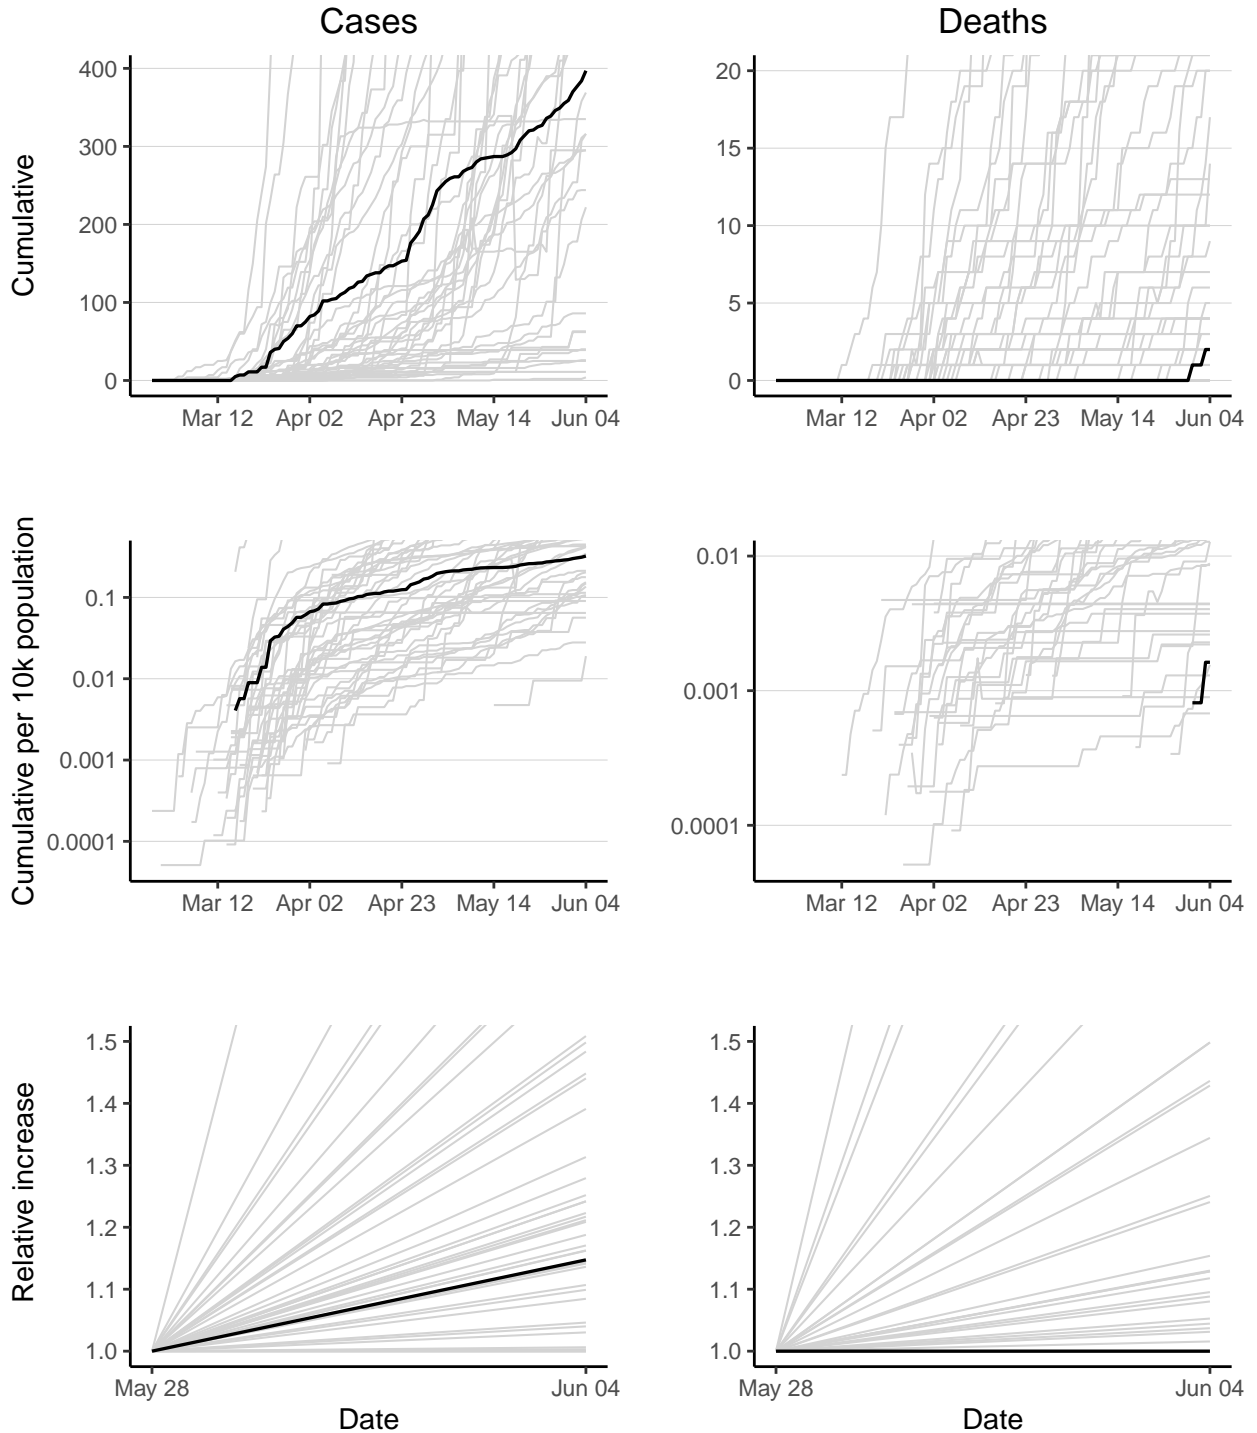 Cases
Deaths
Cumulative
400
300
200
100
0
Mar 12 Apr 02 Apr 23 May 14 Jun 04
20
15
10
5
0
Mar 12 Apr 02 Apr 23 May 14 Jun 04
Cumulative per 10k population
0.1
0.01
0.001
0.0001
Mar 12 Apr 02 Apr 23 May 14 Jun 04
0.01
0.001
0.0001
Mar 12 Apr 02 Apr 23 May 14 Jun 04
Relative increase
1.5
1.4
1.3
1.2
1.1
1.0
May 28 Jun 04
Date
1.5
1.4
1.3
1.2
1.1
1.0
May 28 Jun 04
Date